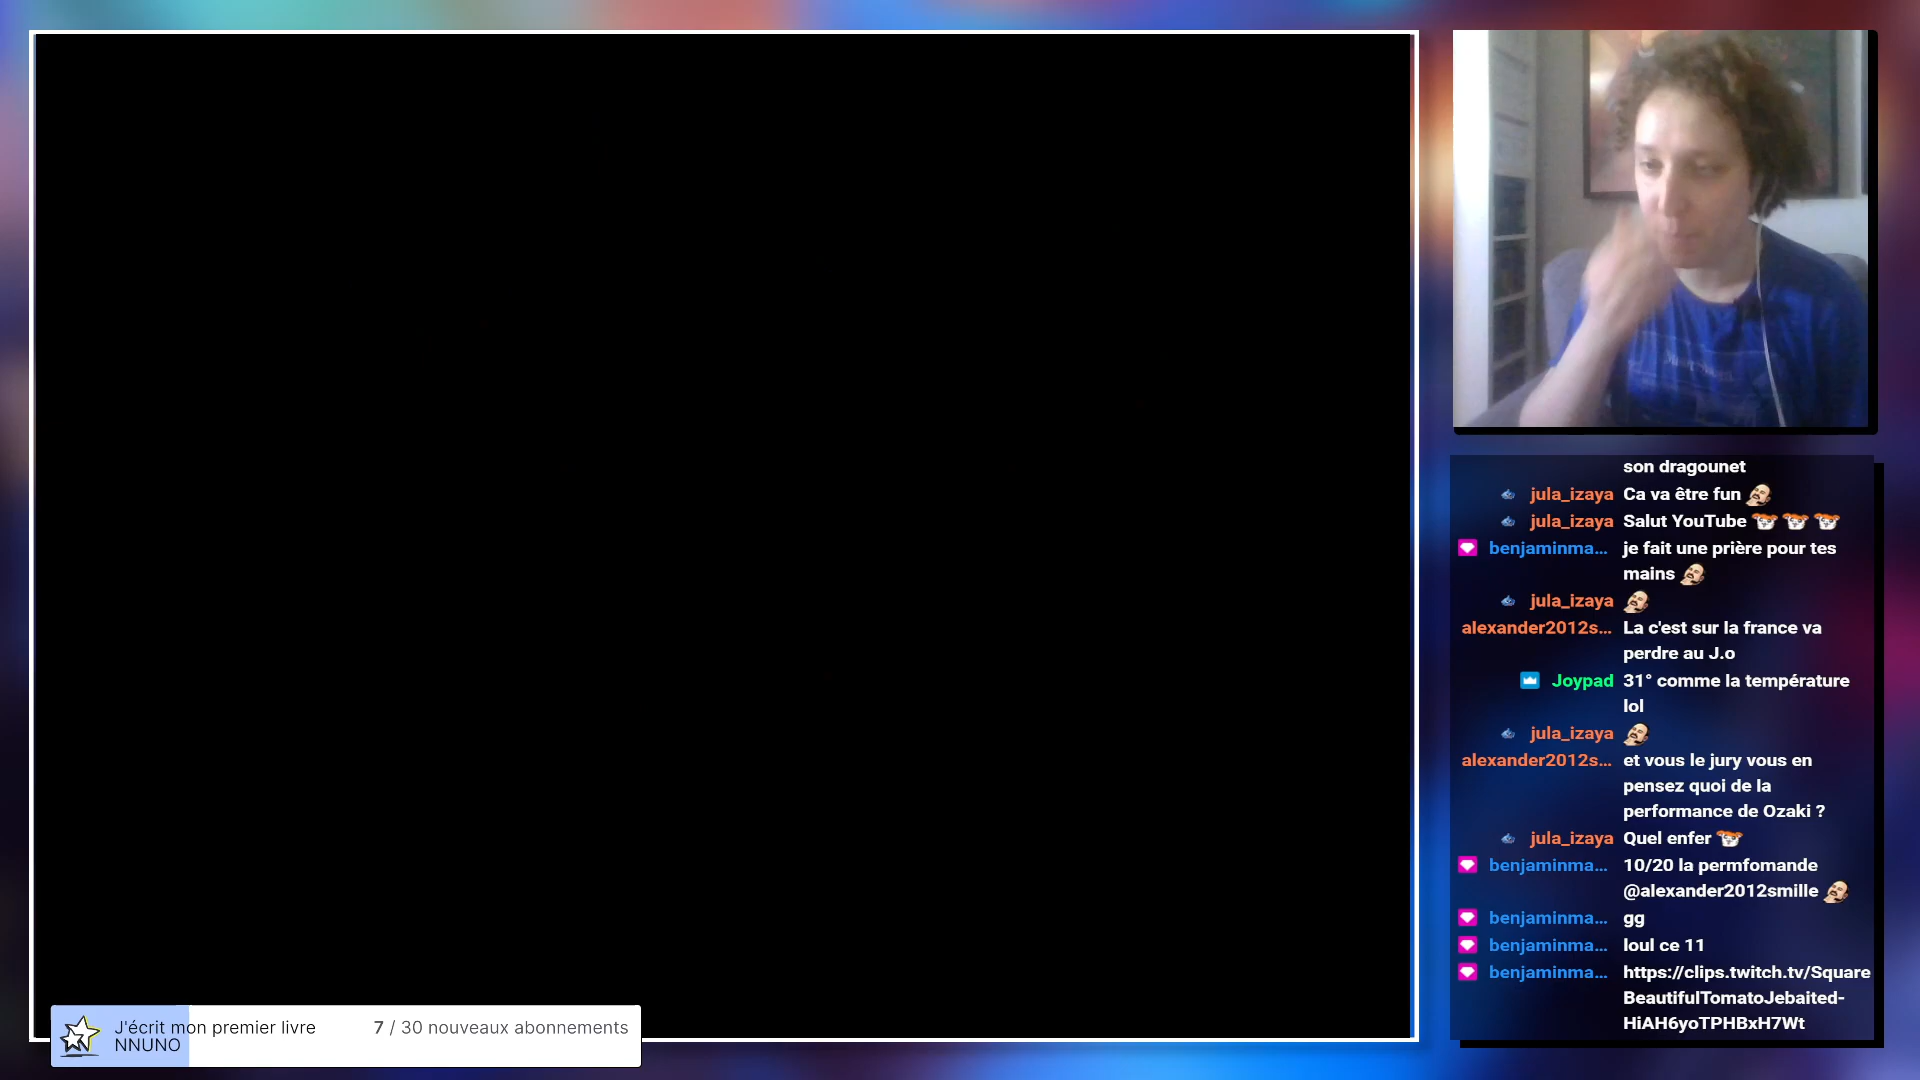 son dragounet
jula_izaya Ca va être fun
jula_izaya Salut YouTube
benjaminma... je fait une prière pour tes
mains
jula_izaya
alexander2012s... La c'est sur la france va
perdre au J.o
Joypad 31° comme la température
lol
jula_izaya
alexander2012s... et vous le jury vous en
pensez quoi de la
performance de Ozaki ?
jula_izaya Quel enfer
benjaminma... 10/20 la permfomande
@alexander2012smille
benjaminma... gg
benjaminma... loul ce 11
benjaminma... https://clips.twitch.tv/Square
BeautifulTomatoJebaited-
HiAH6yoTPHBxH7Wt
J'écrit mon premier livre 7 / 30 nouveaux abonnements
NNUNO